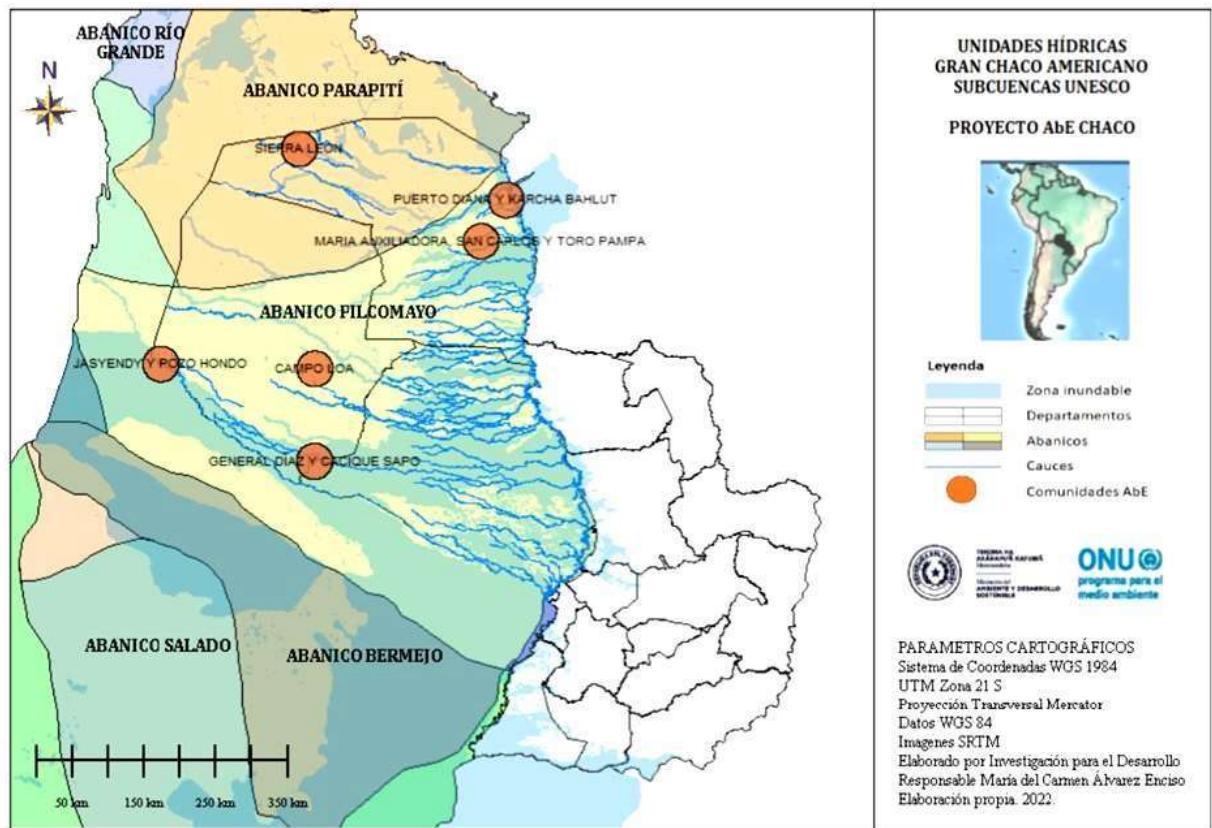 ABANICO RÍO
GRANDE
N
ABANICO PARAPITÍ
SIERRA LEON
PUERTO DIANA Y KARCHA BAHLUT
MARIA AUXILIADORA, SAN CARLOS Y TORO PAMPA
ABANICO PILCOMAYO
JASYENDY Y POZO HONDO
CAMPO LOA
GENERAL DIAZ Y CACIQUE SAPO
ABANICO SALADO
ABANICO BERMEJO
50 km 150 km 250 km 350 km
UNIDADES HÍDRICAS
GRAN CHACO AMERICANO
SUBCUENCAS UNESCO
PROYECTO AbE CHACO
Leyenda
Zona inundable
Departamentos
Abanicos
Cauces
Comunidades AbE
AMBIENTE Y DESARROLLO
SOSTENIBLE
ONU
programa para el
medio ambiente
PARAMETROS CARTOGRÁFICOS
Sistema de Coordenadas WGS 1984
UTM Zona 21 S
Proyección Transversal Mercator
Datos WGS 84
Imagenes SRTM
Elaborado por Investigación para el Desarrollo
Responsable María del Carmen Álvarez Enciso
Elaboración propia. 2022.